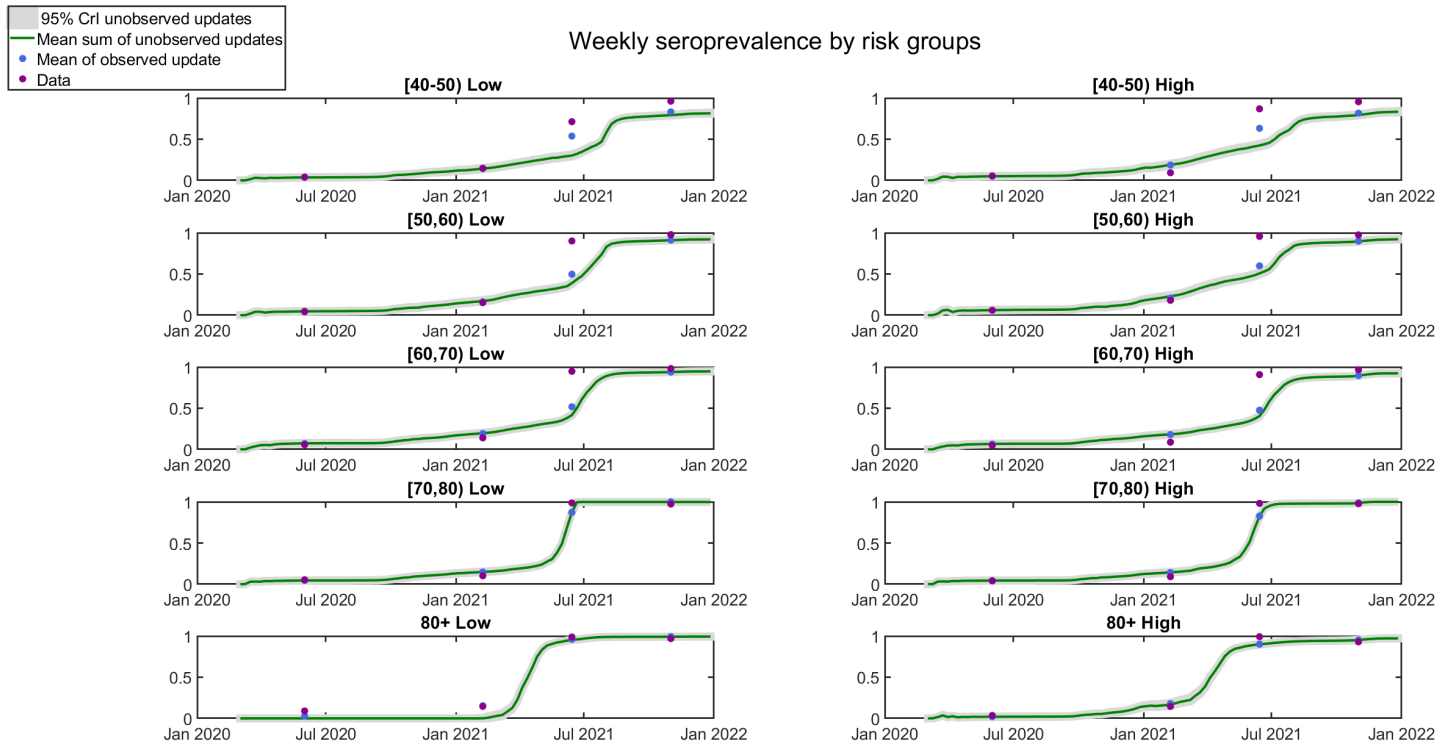 95% CrI unobserved updates
Mean sum of unobserved updates
Mean of observed update
Data
Weekly seroprevalence by risk groups
[40-50) Low
1
0.5
0
Jan 2020 Jul 2020 Jan 2021 Jul 2021 Jan 2022
[40-50) High
1
0.5
0
Jan 2020 Jul 2020 Jan 2021 Jul 2021 Jan 2022
[50,60) Low
1
0.5
0
Jan 2020 Jul 2020 Jan 2021 Jul 2021 Jan 2022
[50,60) High
1
0.5
0
Jan 2020 Jul 2020 Jan 2021 Jul 2021 Jan 2022
[60,70) Low
1
0.5
0
Jan 2020 Jul 2020 Jan 2021 Jul 2021 Jan 2022
[60,70) High
1
0.5
0
Jan 2020 Jul 2020 Jan 2021 Jul 2021 Jan 2022
[70,80) Low
1
0.5
0
Jan 2020 Jul 2020 Jan 2021 Jul 2021 Jan 2022
[70,80) High
1
0.5
0
Jan 2020 Jul 2020 Jan 2021 Jul 2021 Jan 2022
80+ Low
1
0.5
0
Jan 2020 Jul 2020 Jan 2021 Jul 2021 Jan 2022
80+ High
1
0.5
0
Jan 2020 Jul 2020 Jan 2021 Jul 2021 Jan 2022